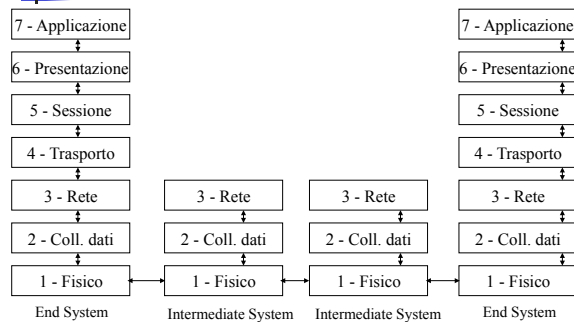 7 - Applicazione 7 - Applicazione
6 - Presentazione 6 - Presentazione
5 - Sessione 5 - Sessione
4 - Trasporto 4 - Trasporto
3 - Rete 3 - Rete 3 - Rete 3 - Rete
2 - Coll. dati 2 - Coll. dati 2 - Coll. dati 2 - Coll. dati
1 - Fisico 1 - Fisico 1 - Fisico 1 - Fisico
End System Intermediate System Intermediate System End System